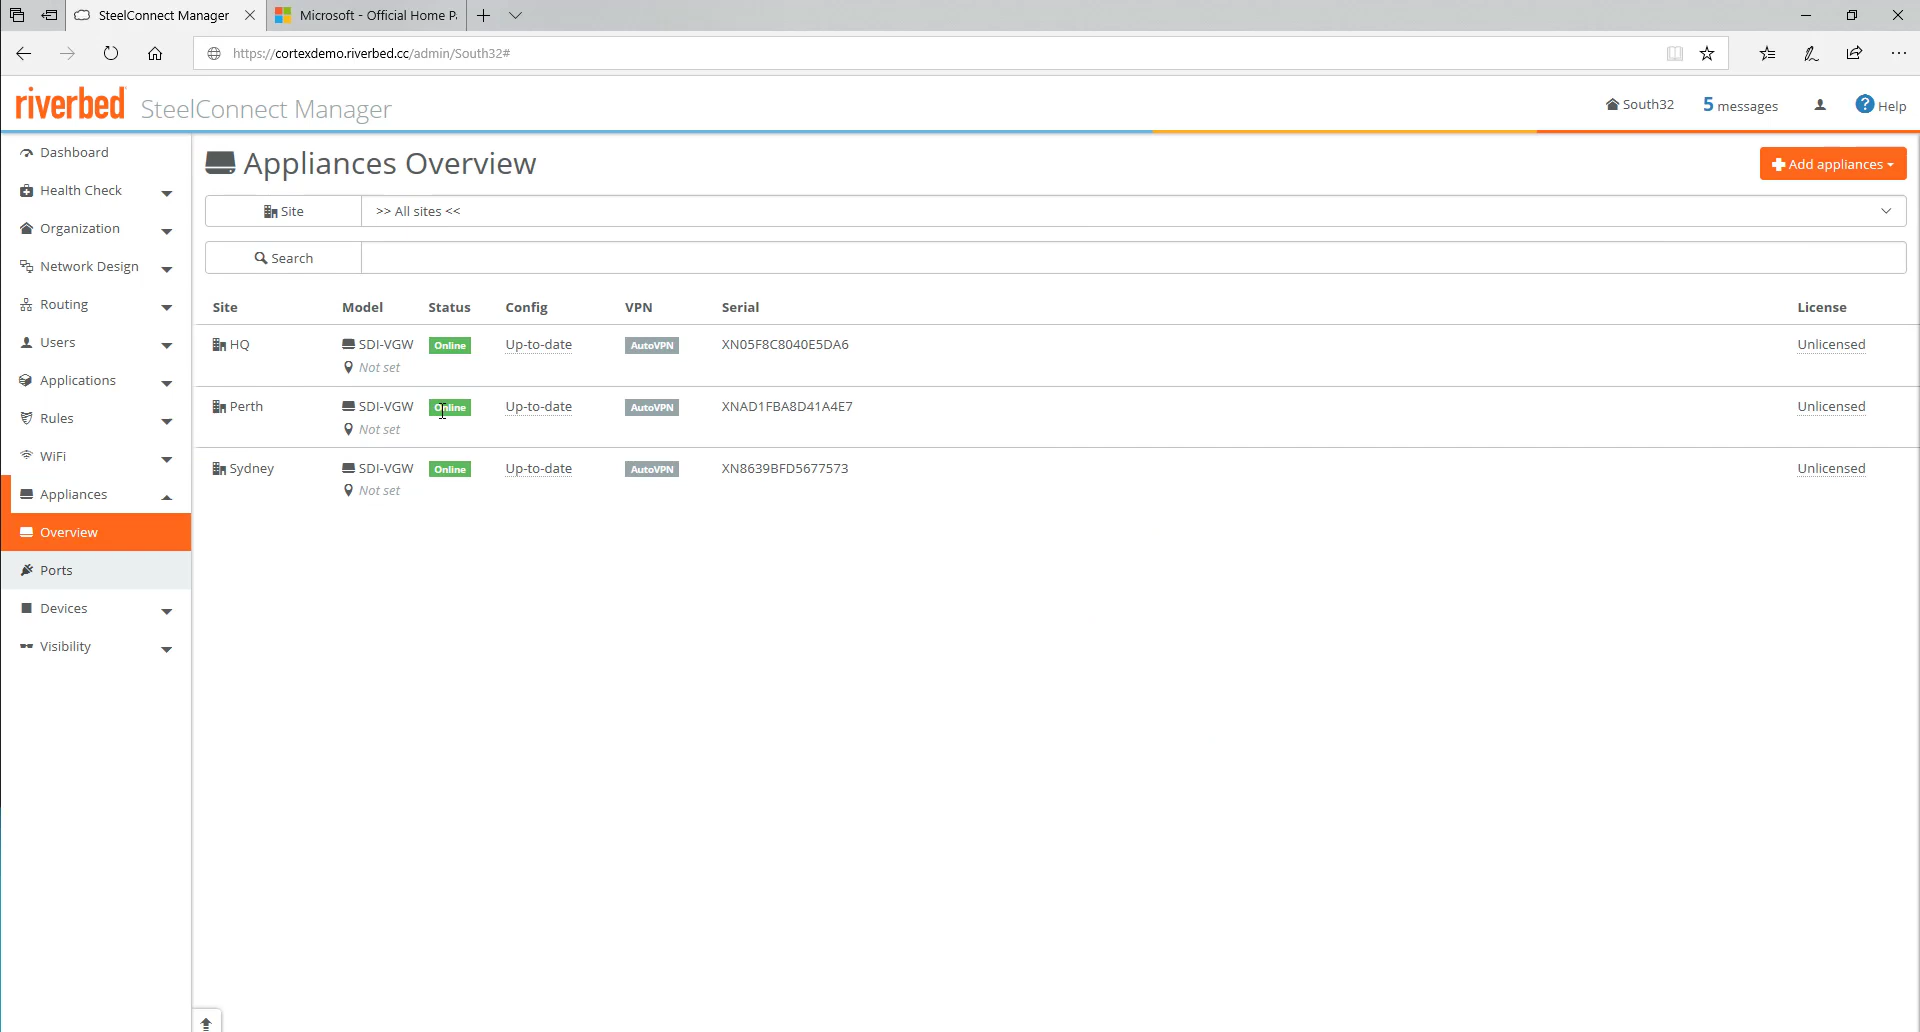 SteelConnect Manager
Microsoft - Official Home P
https://cortexdemo.riverbed.cc/admin/South32#
riverbed SteelConnect Manager
South32 5 messages Help
Dashboard
Health Check
Organization
Network Design
Routing
Users
Applications
Rules
WiFi
Appliances
Overview
Ports
Devices
Visibility
Appliances Overview
Add appliances
Site >> All sites <<
Search
Site Model Status Config VPN Serial License
HQ SDI-VGW Online Up-to-date AutoVPN XN05F8C8040E5DA6 Unlicensed
Not set
Perth SDI-VGW Online Up-to-date AutoVPN XNAD1FBA8D41A4E7 Unlicensed
Not set
Sydney SDI-VGW Online Up-to-date AutoVPN XN8639BFD5677573 Unlicensed
Not set